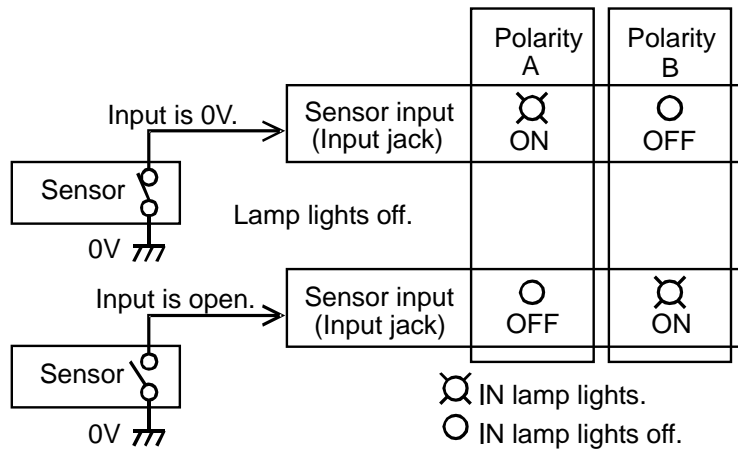 Polarity
A
Polarity
B
Input is 0V.
Sensor input
(Input jack)
ON
OFF
Sensor
0V
Lamp lights off.
Input is open.
Sensor input
(Input jack)
OFF
ON
Sensor
0V
IN lamp lights.
IN lamp lights off.